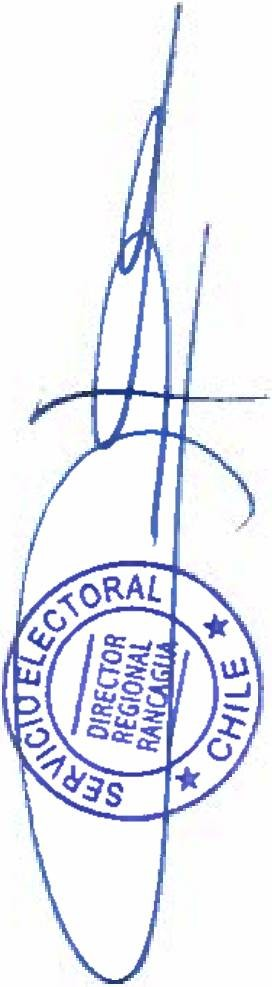 SERVICIO ELECTORAL
DIRECTOR
REGIONAL
RANCAGUA
★ CHILE ★